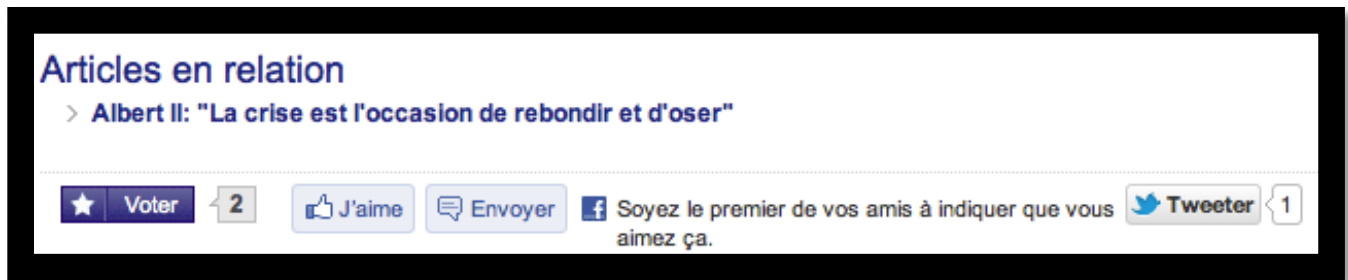 Articles en relation
Albert II: "La crise est l'occasion de rebondir et d'oser"
Voter 2 J'aime Envoyer Soyez le premier de vos amis à indiquer que vous Tweeter 1
aimez ça.